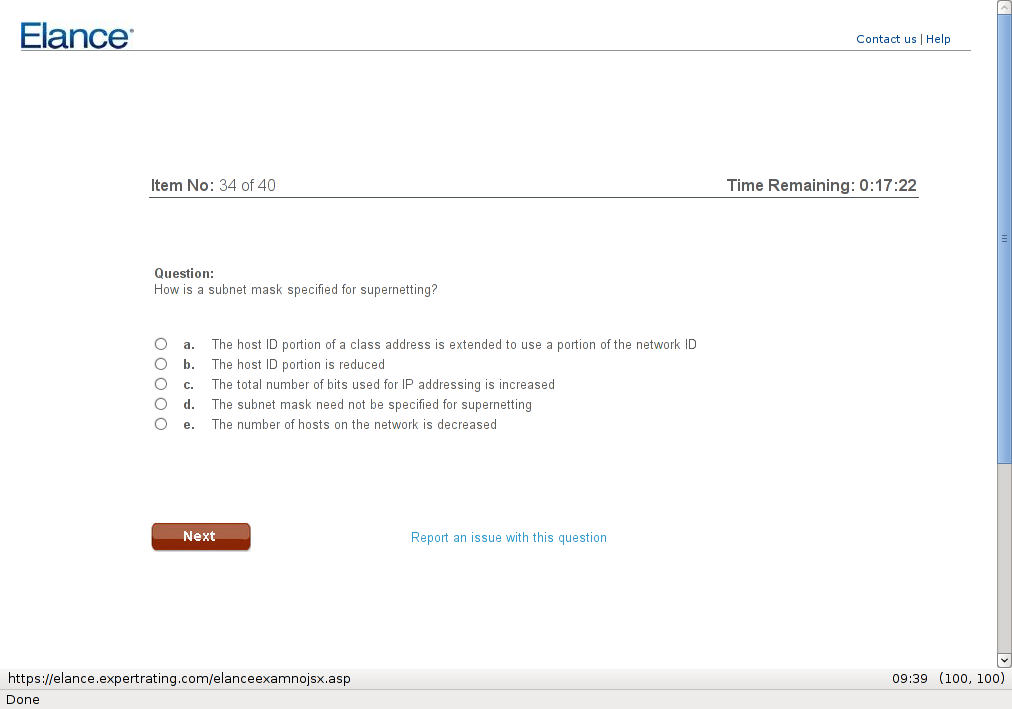 Elance®
Contact us | Help
Item No: 34 of 40
Time Remaining: 0:17:22
Question:
How is a subnet mask specified for supernetting?
a. The host ID portion of a class address is extended to use a portion of the network ID
b. The host ID portion is reduced
c. The total number of bits used for IP addressing is increased
d. The subnet mask need not be specified for supernetting
e. The number of hosts on the network is decreased
Next
Report an issue with this question
https://elance.expertrating.com/elanceexamnojsx.asp
09:39 (100, 100)
Done